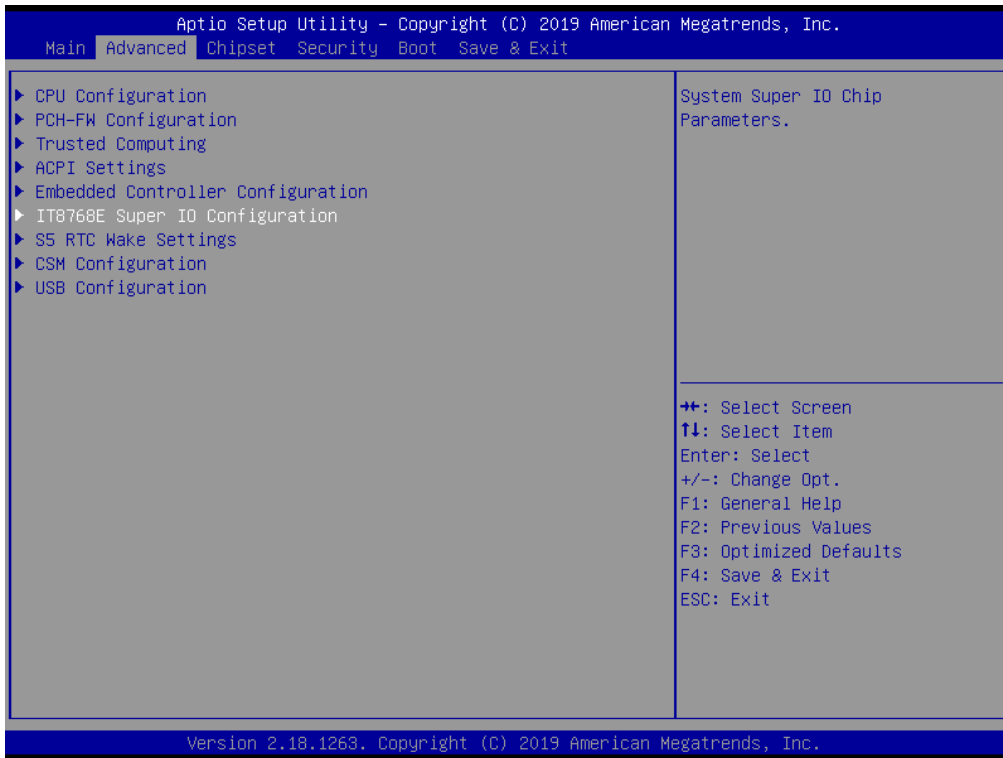 Aptio Setup Utility – Copyright (C) 2019 American Megatrends, Inc.
Main Advanced Chipset Security Boot Save & Exit
▶ CPU Configuration
▶ PCH-FW Configuration
▶ Trusted Computing
▶ ACPI Settings
▶ Embedded Controller Configuration
▶ IT8768E Super IO Configuration
▶ S5 RTC Wake Settings
▶ CSM Configuration
▶ USB Configuration
System Super IO Chip
Parameters.
→←: Select Screen
↑↓: Select Item
Enter: Select
+/-: Change Opt.
F1: General Help
F2: Previous Values
F3: Optimized Defaults
F4: Save & Exit
ESC: Exit
Version 2.18.1263. Copyright (C) 2019 American Megatrends, Inc.